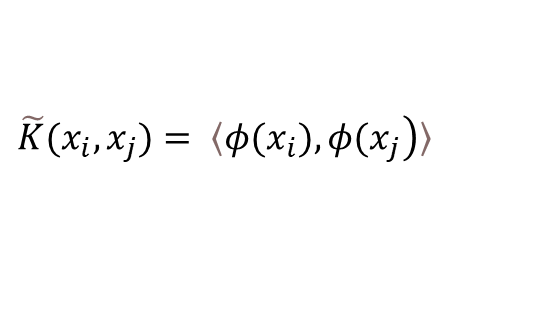 K̃(xᵢ, xⱼ) = ⟨ϕ(xᵢ), ϕ(xⱼ)⟩